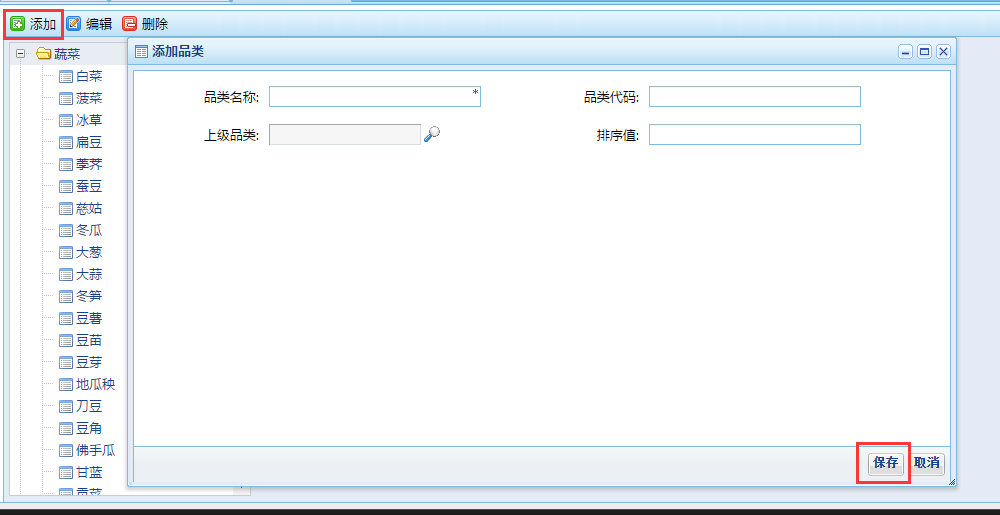 添加 编辑 删除
蔬菜
白菜
菠菜
冰草
扁豆
荸荠
蚕豆
慈姑
冬瓜
大葱
大蒜
冬笋
豆薯
豆苗
豆芽
地瓜秧
刀豆
豆角
佛手瓜
甘蓝
添加品类
品类名称: * 品类代码:
上级品类: 排序值:
保存 取消